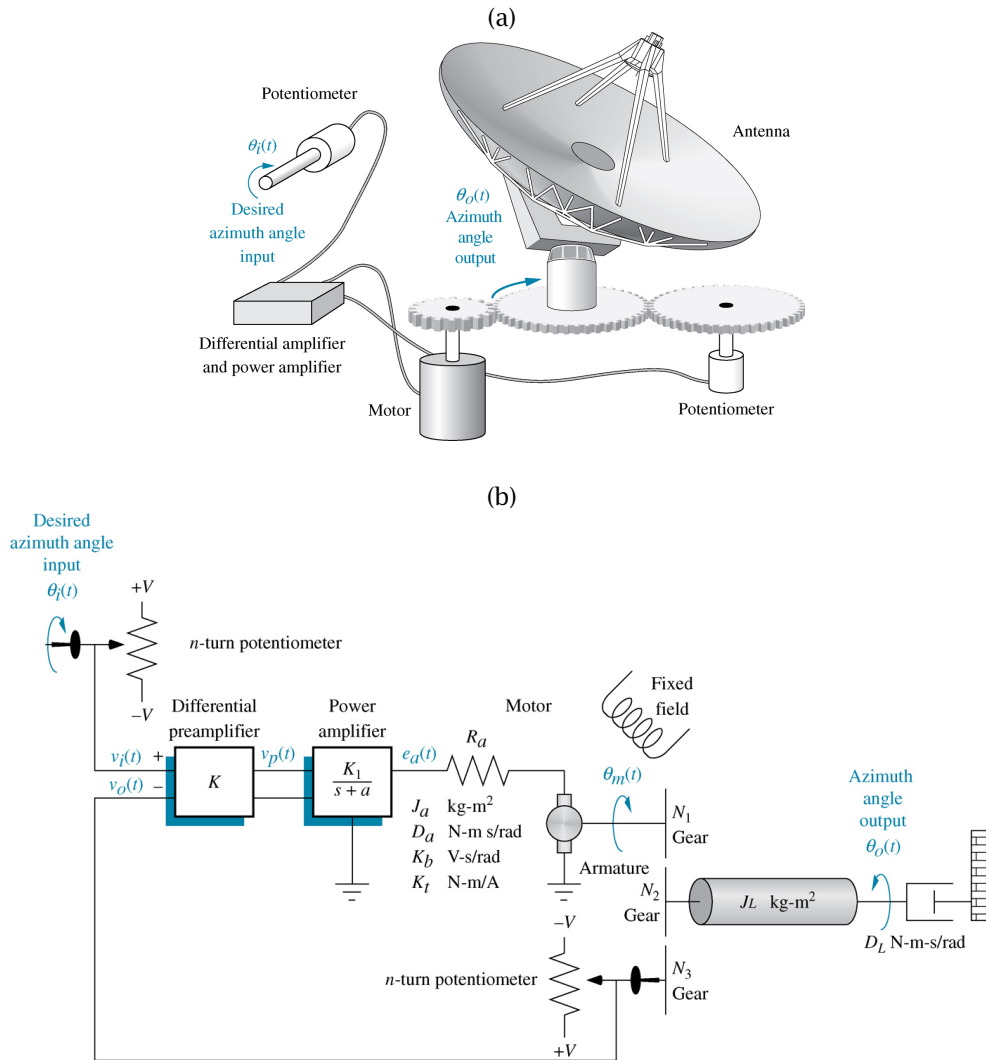 (a)
Potentiometer
θi(t)
Desired
azimuth angle
input
Antenna
θo(t)
Azimuth
angle
output
Differential amplifier
and power amplifier
Motor
Potentiometer
(b)
Desired
azimuth angle
input
θi(t)
+V
n-turn potentiometer
−V
Differential
preamplifier
Power
amplifier
Motor
Fixed
field
vi(t)
+
vo(t)
−
K
vp(t)
K1
s + a
ea(t)
Ra
Ja kg-m²
Da N-m s/rad
Kb V-s/rad
Kt N-m/A
θm(t)
Armature
N1
Gear
N2
Gear
JL kg-m²
Azimuth
angle
output
θo(t)
DL N-m-s/rad
−V
n-turn potentiometer
+V
N3
Gear